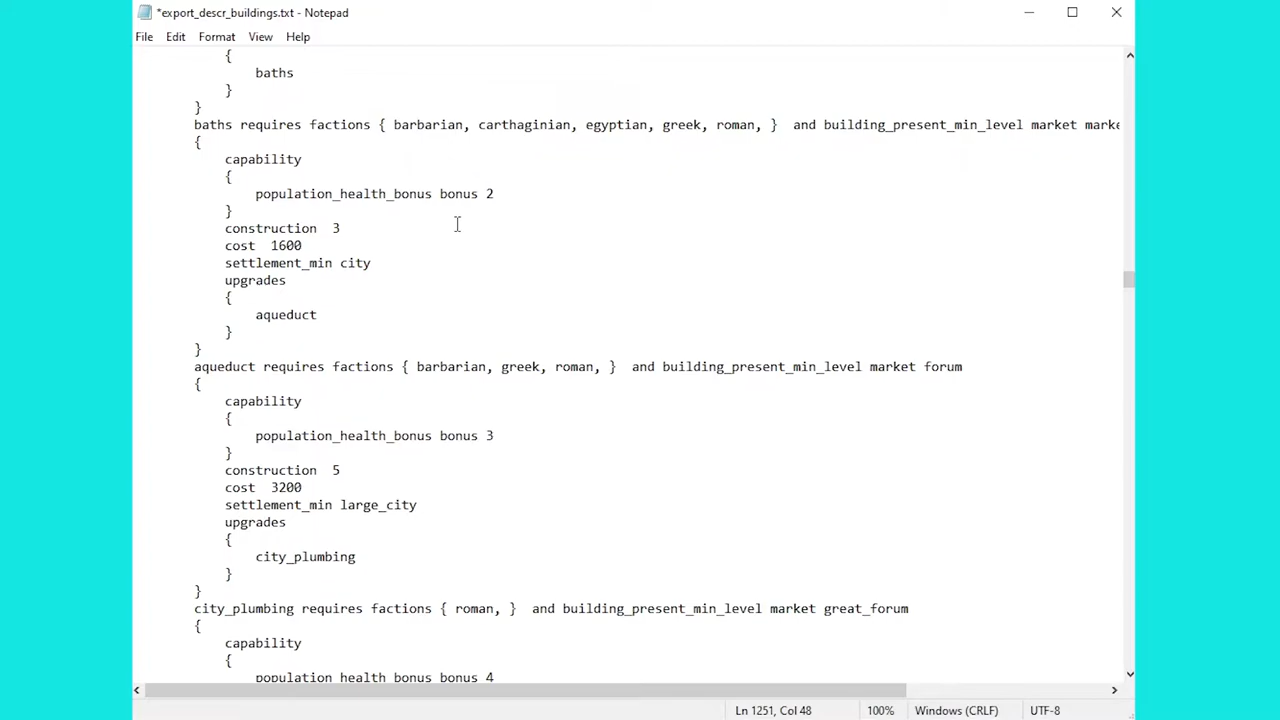 *export_descr_buildings.txt - Notepad
File Edit Format View Help
{
baths
}
}
baths requires factions { barbarian, carthaginian, egyptian, greek, roman, }  and building_present_min_level market marke
{
capability
{
population_health_bonus bonus 2
}
construction  3
cost  1600
settlement_min city
upgrades
{
aqueduct
}
}
aqueduct requires factions { barbarian, greek, roman, }  and building_present_min_level market forum
{
capability
{
population_health_bonus bonus 3
}
construction  5
cost  3200
settlement_min large_city
upgrades
{
city_plumbing
}
}
city_plumbing requires factions { roman, }  and building_present_min_level market great_forum
{
capability
{
population_health_bonus bonus 4
Ln 1251, Col 48 100% Windows (CRLF) UTF-8